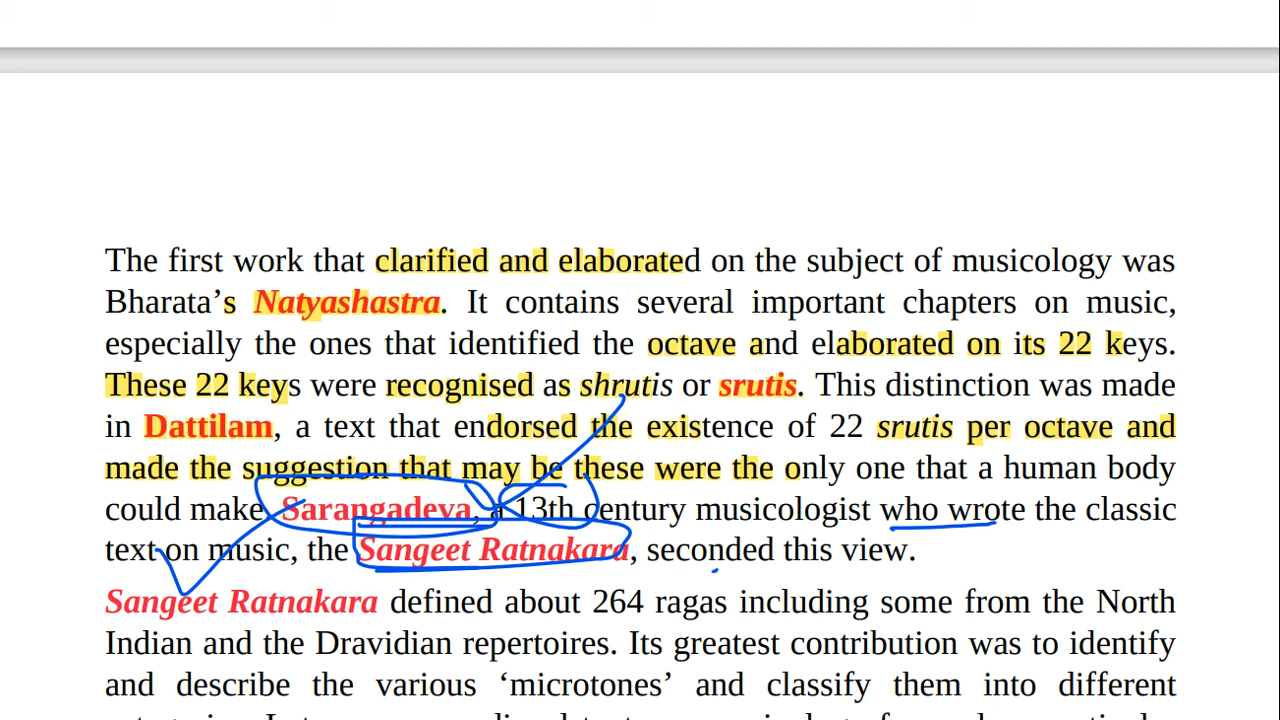 The first work that clarified and elaborated on the subject of musicology was
Bharata’s Natyashastra. It contains several important chapters on music,
especially the ones that identified the octave and elaborated on its 22 keys.
These 22 keys were recognised as shrutis or srutis. This distinction was made
in Dattilam, a text that endorsed the existence of 22 srutis per octave and
made the suggestion that may be these were the only one that a human body
could make. Sarangadeva, a 13th century musicologist who wrote the classic
text on music, the Sangeet Ratnakara, seconded this view.
Sangeet Ratnakara defined about 264 ragas including some from the North
Indian and the Dravidian repertoires. Its greatest contribution was to identify
and describe the various ‘microtones’ and classify them into different